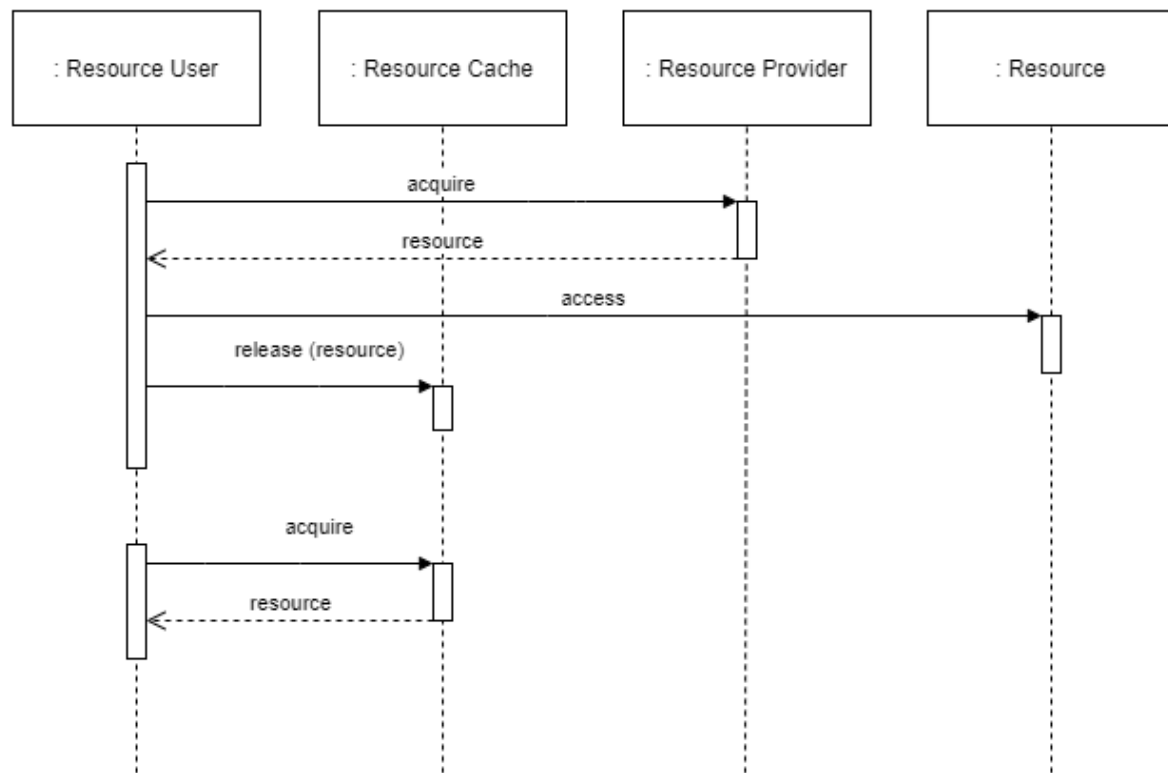 : Resource User
: Resource Cache
: Resource Provider
: Resource
acquire
resource
access
release (resource)
acquire
resource